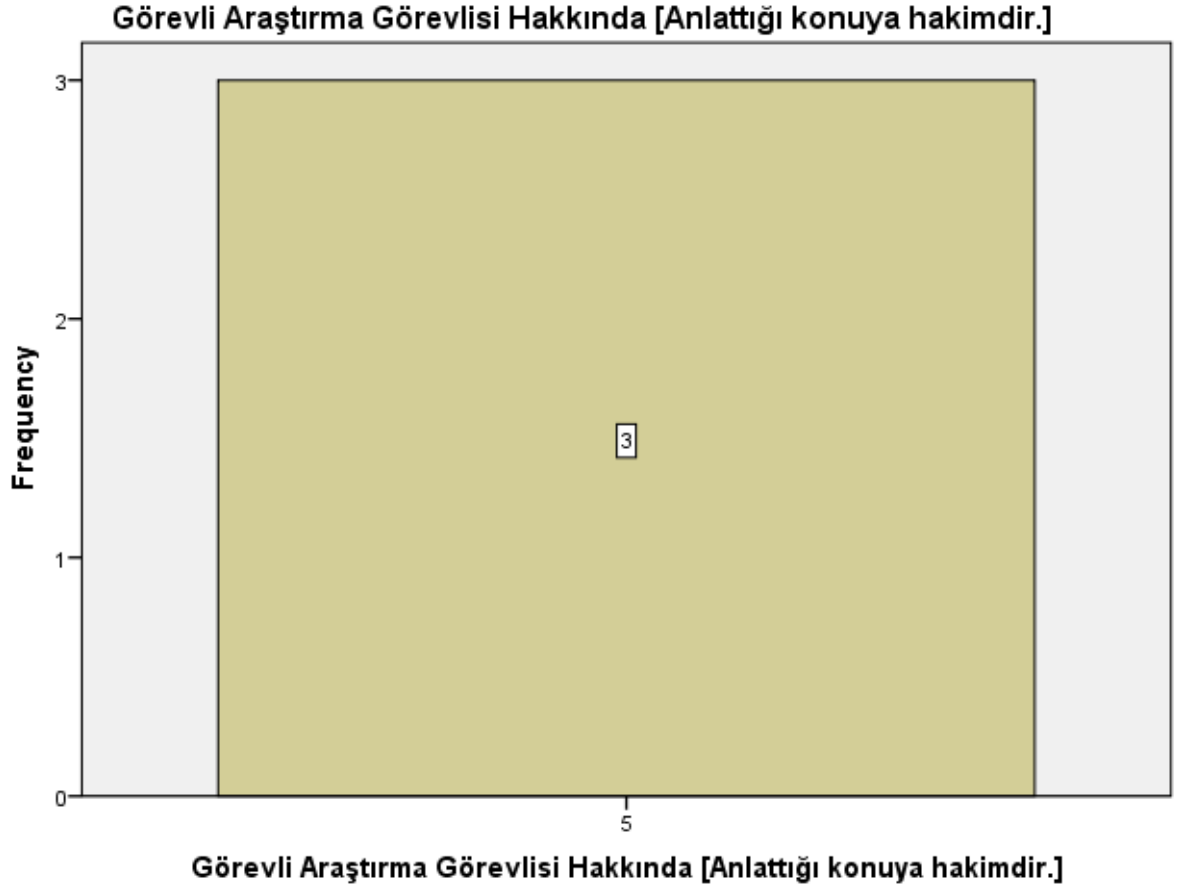 Görevli Araştırma Görevlisi Hakkında [Anlattığı konuya hakimdir.]
3
2
1
0
Frequency
3
5
Görevli Araştırma Görevlisi Hakkında [Anlattığı konuya hakimdir.]